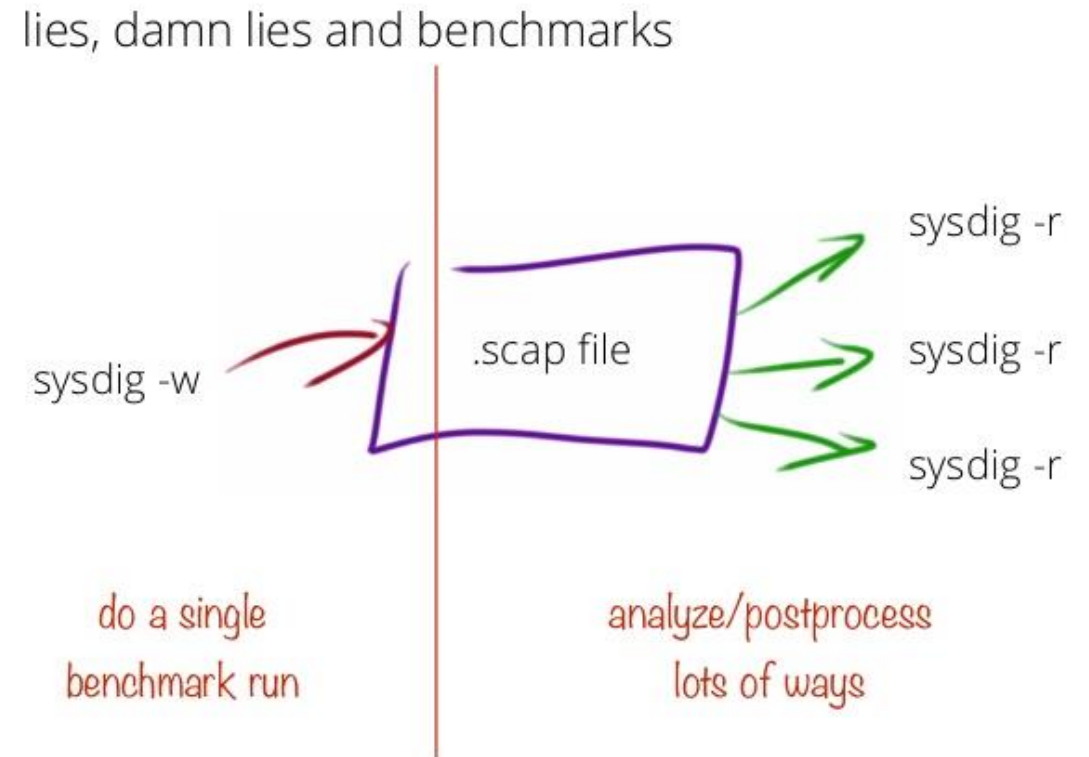 lies, damn lies and benchmarks
sysdig -w
.scap file
sysdig -r
sysdig -r
sysdig -r
do a single
benchmark run
analyze/postprocess
lots of ways